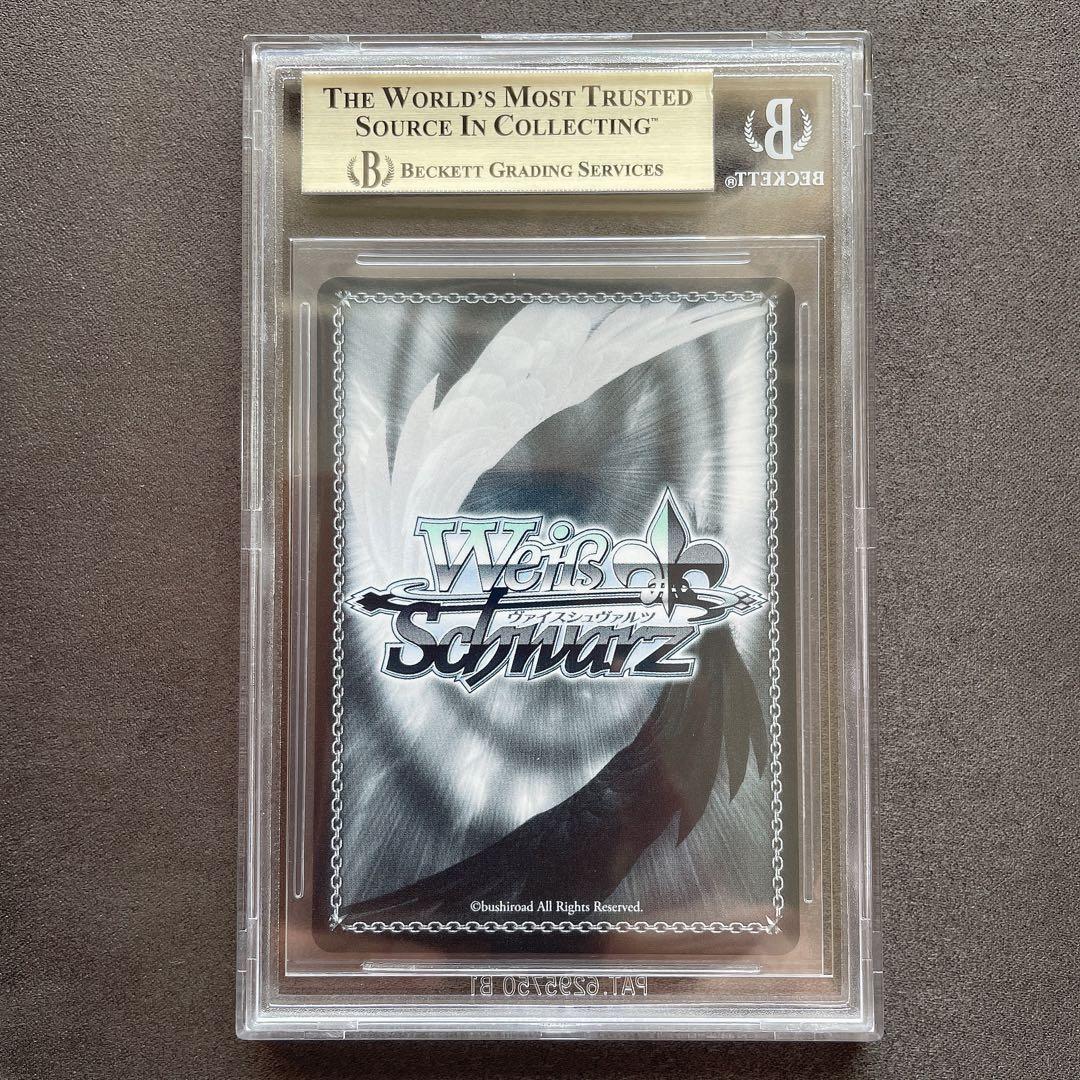 THE WORLD'S MOST TRUSTED
SOURCE IN COLLECTING™
B BECKETT GRADING SERVICES
B
BECKETT®
Weiß
ヴァイスシュヴァルツ
Schwarz
©bushiroad All Rights Reserved.
PAT. 6295750 B1